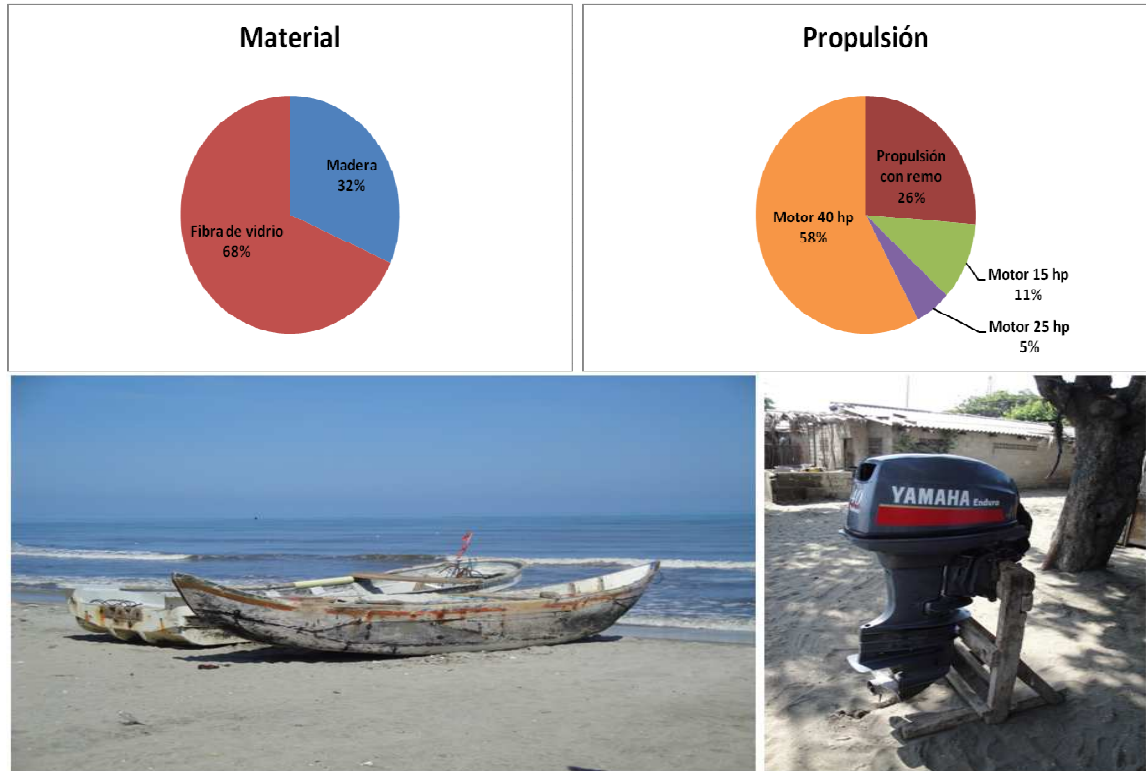 Material
Madera
32%
Fibra de vidrio
68%
Propulsión
Propulsión
con remo
26%
Motor 40 hp
58%
Motor 15 hp
11%
Motor 25 hp
5%
40
YAMAHA Enduro